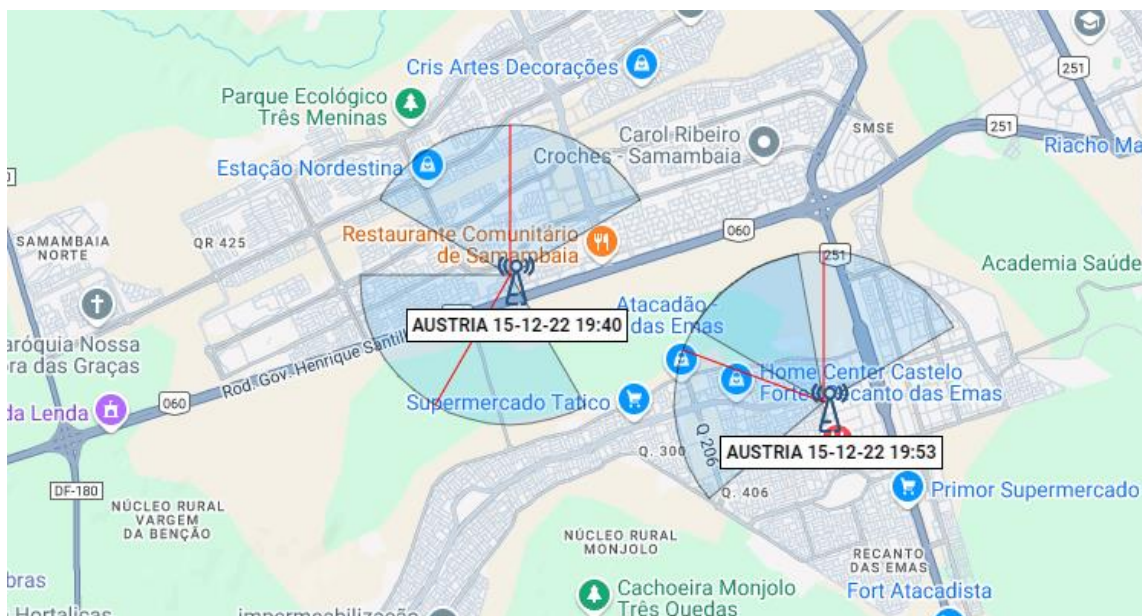 Cris Artes Decorações
251
Parque Ecológico
Três Meninas
SMSE
251
Carol Ribeiro
Croches - Samambaia
Riacho Ma
Estação Nordestina
060
Restaurante Comunitário
de Samambaia
SAMAMBAIA
NORTE
QR 425
251
Academia Saúde
Atacadão -
das Emas
AUSTRIA 15-12-22 19:40
Rod. Gov. Henrique Santill
aróquia Nossa
ora das Graças
Home Center Castelo
Forte Recanto das Emas
da Lenda
060
Supermercado Tatico
Q. 206
Q. 300
AUSTRIA 15-12-22 19:53
DF-180
Q. 406
Primor Supermercado
NÚCLEO RURAL
VARGEM
DA BENÇÃO
NÚCLEO RURAL
MONJOLO
RECANTO
DAS EMAS
bras
Cachoeira Monjolo
Três Quedas
Fort Atacadista
Hortaliças
impermeabilização